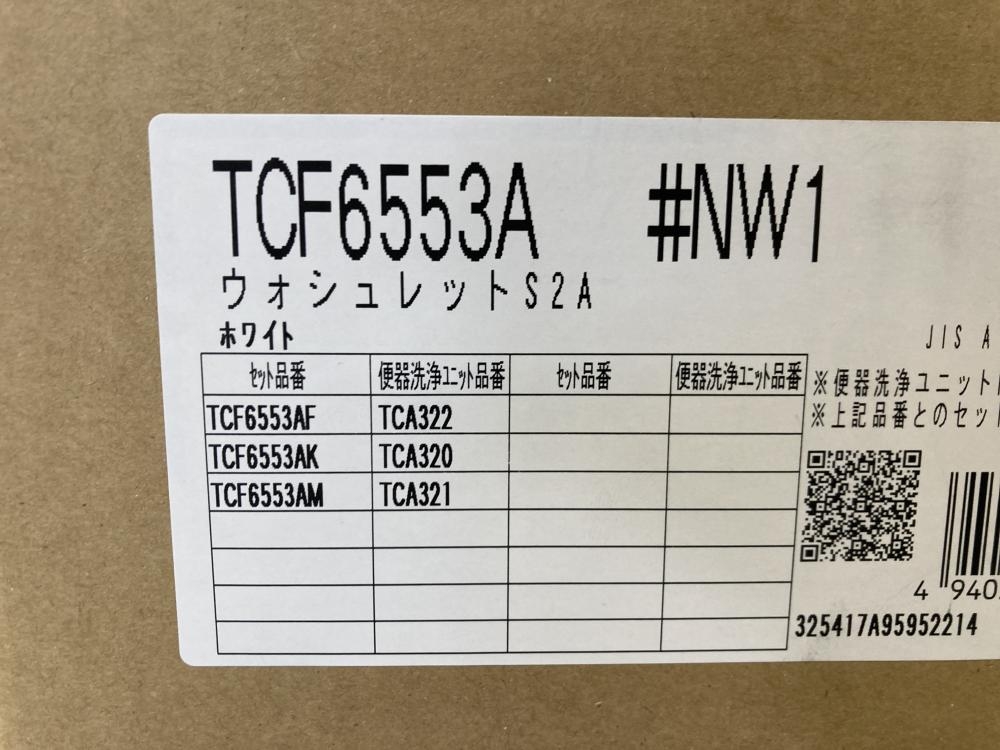 TCF6553A #NW1
ウォシュレットS2A
ホワイト
JIS A
セット品番 便器洗浄ユニット品番 セット品番 便器洗浄ユニット品番
TCF6553AF TCA322
TCF6553AK TCA320
TCF6553AM TCA321
※便器洗浄ユニット
※上記品番とのセッ
4 940
325417A95952214